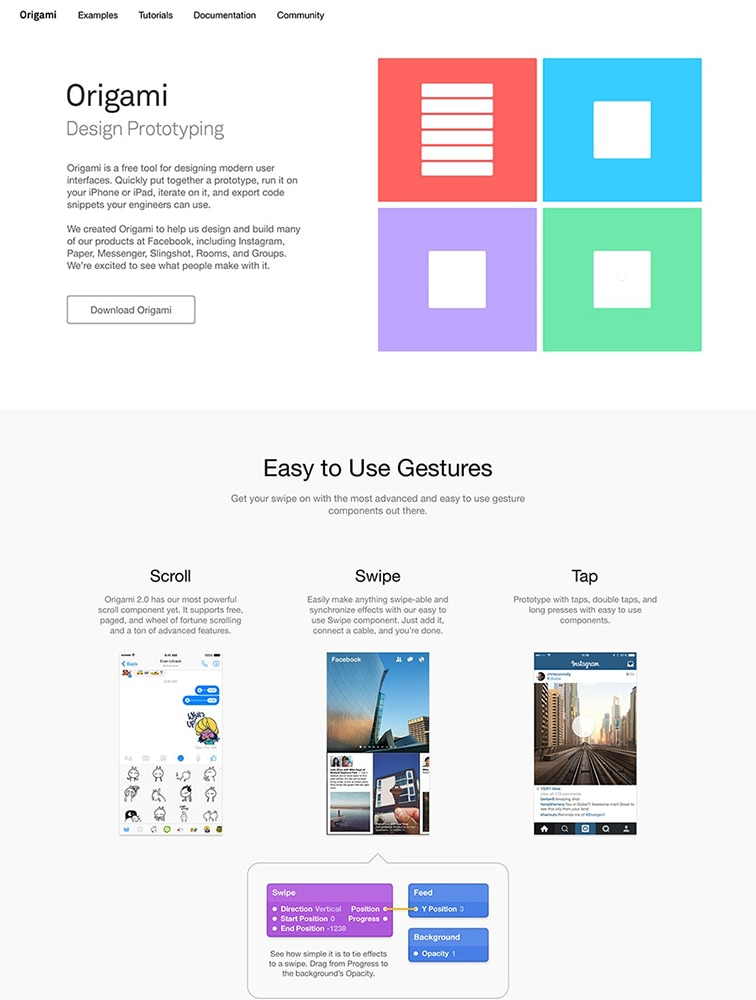 Origami Examples Tutorials Documentation Community
Origami
Design Prototyping
Origami is a free tool for designing modern user
interfaces. Quickly put together a prototype, run it on
your iPhone or iPad, iterate on it, and export code
snippets your engineers can use.
We created Origami to help us design and build many
of our products at Facebook, including Instagram,
Paper, Messenger, Slingshot, Rooms, and Groups.
We're excited to see what people make with it.
Download Origami
Easy to Use Gestures
Get your swipe on with the most advanced and easy to use gesture
components out there.
Scroll
Origami 2.0 has our most powerful
scroll component yet. It supports free,
paged, and wheel of fortune scrolling
and a ton of advanced features.
Swipe
Easily make anything swipe-able and
synchronize effects with our easy to
use Swipe component. Just add it,
connect a cable, and you're done.
Tap
Prototype with taps, double taps, and
long presses with easy to use
components.
Back
Facebook
Instagram
chrisconnolly
Dubai
view all 172 comments
Amazing shot
Swipe
Direction Vertical Position
Start Position 0 Progress
End Position -1238
Feed
Y Position 3
Background
Opacity 1
See how simple it is to tie effects
to a swipe. Drag from Progress to
the background's Opacity.